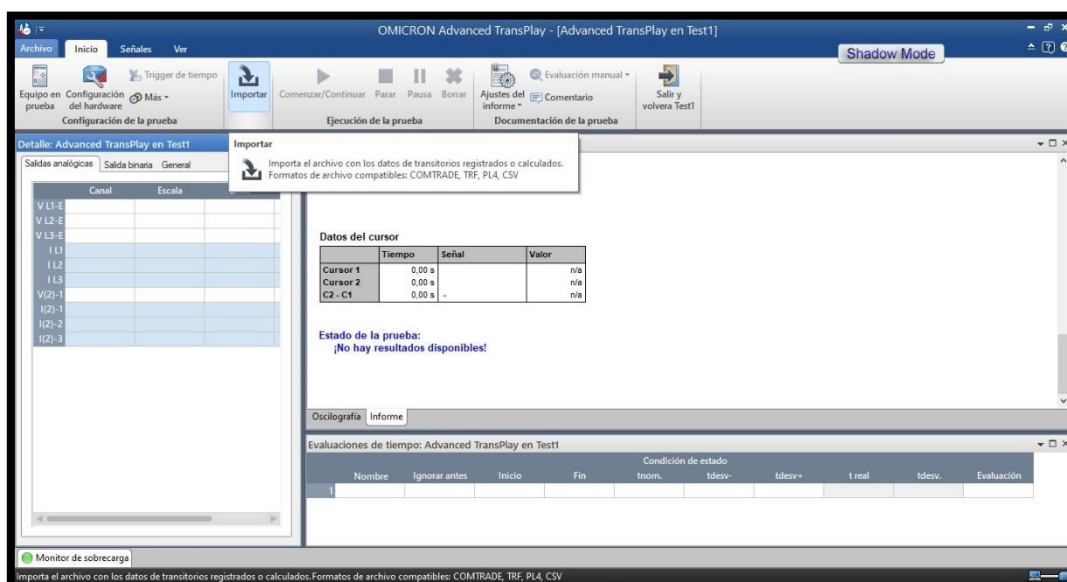 OMICRON Advanced TransPlay - [Advanced TransPlay en Test1]
Archivo Inicio Señales Ver
Shadow Mode
Equipo en prueba
Configuración del hardware
Trigger de tiempo
Más
Importar
Comenzar/Continuar Parar Pausa Borrar
Ajustes del informe
Evaluación manual
Comentario
Salir y volvera Test1
Configuración de la prueba
Ejecución de la prueba
Documentación de la prueba
Detalle: Advanced TransPlay en Test1
Importar
Importa el archivo con los datos de transitorios registrados o calculados.
Formatos de archivo compatibles: COMTRADE, TRF, PL4, CSV
Salidas analógicas Salida binaria General
Canal Escala
V L1-E
V L2-E
V L3-E
I L1
I L2
I L3
V(2)-1
I(2)-1
I(2)-2
I(2)-3
Datos del cursor
Tiempo Señal Valor
Cursor 1 0,00 s n/a
Cursor 2 0,00 s n/a
C2 - C1 0,00 s - n/a
Estado de la prueba:
¡No hay resultados disponibles!
Oscilografía Informe
Evaluaciones de tiempo: Advanced TransPlay en Test1
Condición de estado
Nombre Ignorar antes Inicio Fin tnom. tdesv- tdesv+ t real tdesv. Evaluación
1
Monitor de sobrecarga
Importa el archivo con los datos de transitorios registrados o calculados.Formatos de archivo compatibles: COMTRADE, TRF, PL4, CSV